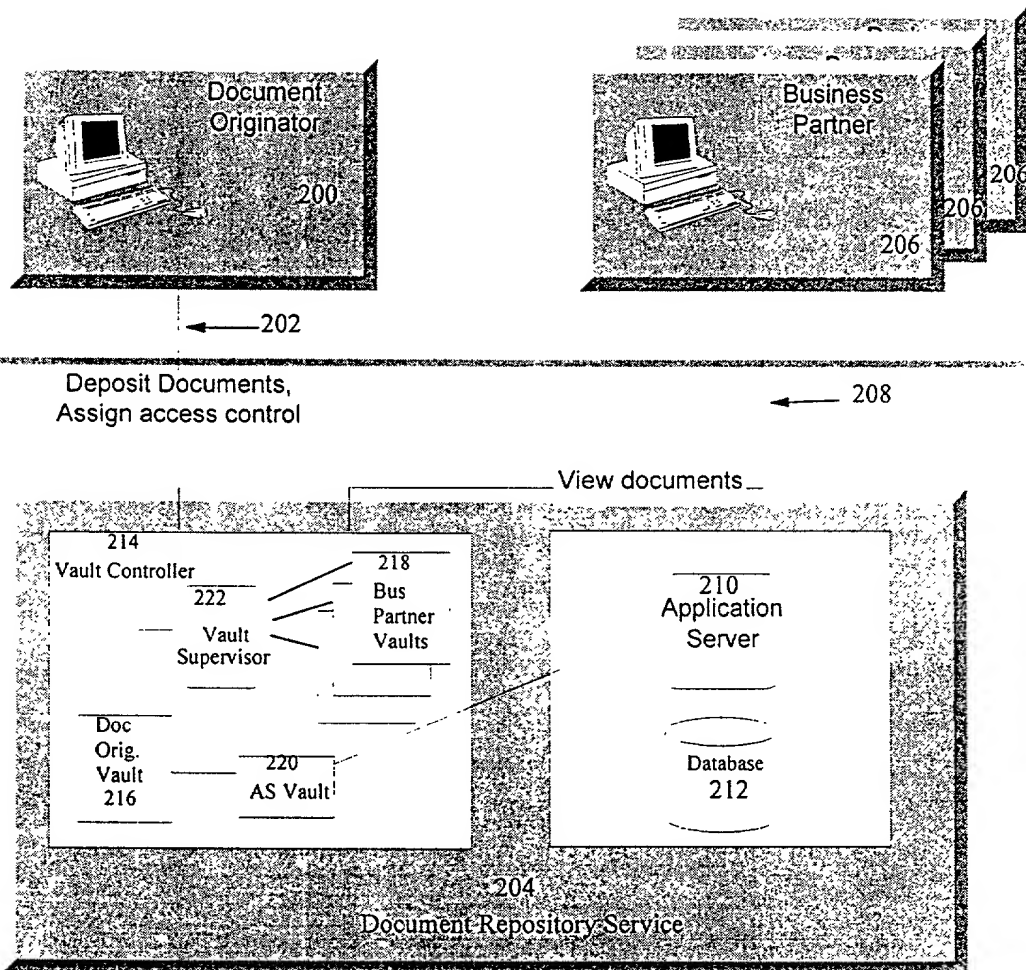 Document
Originator
200
Business
Partner
206
206
206
202
Deposit Documents,
Assign access control
208
View documents
214
Vault Controller
222
Vault
Supervisor
218
Bus
Partner
Vaults
Doc
Orig.
Vault
216
220
AS Vault
210
Application
Server
Database
212
204
Document Repository Service